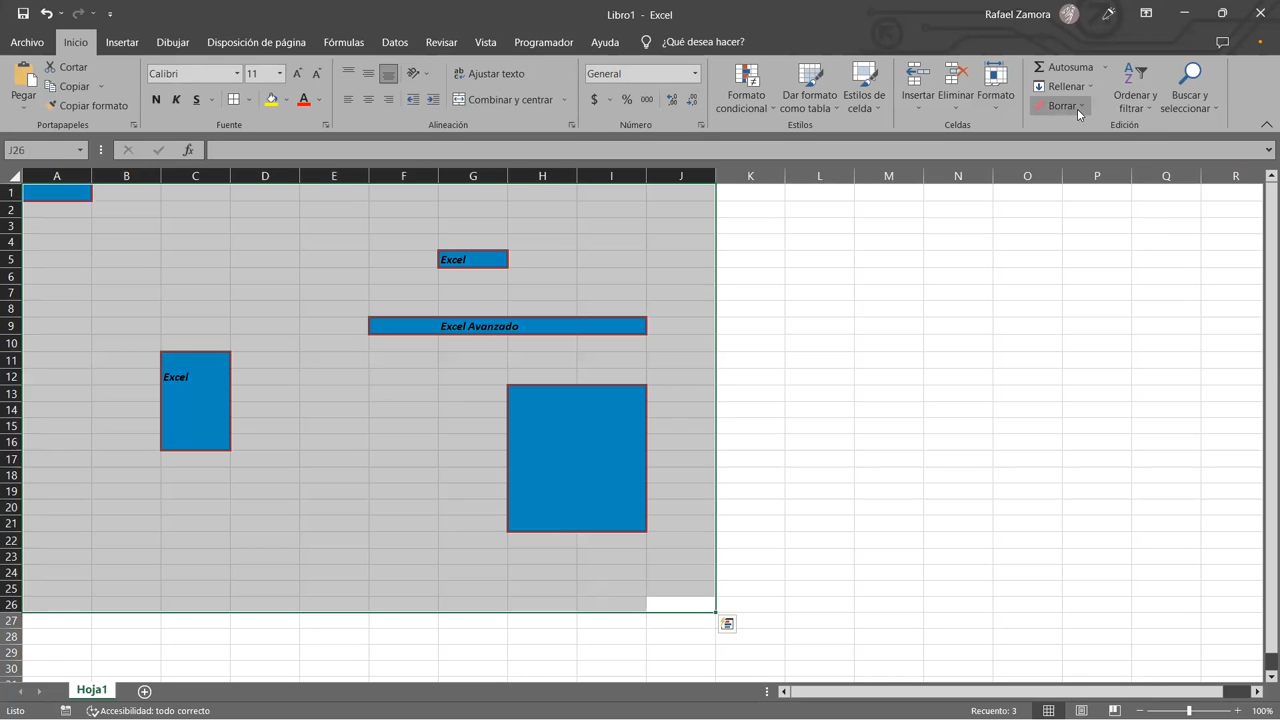 Libro1 - Excel
Rafael Zamora
Archivo Inicio Insertar Dibujar Disposición de página Fórmulas Datos Revisar Vista Programador Ayuda ¿Qué desea hacer?
Pegar
Cortar
Copiar
Copiar formato
Portapapeles
Calibri 11
N K S
Fuente
Ajustar texto
Combinar y centrar
Alineación
General
$ % 000
Número
Formato condicional
Dar formato como tabla
Estilos de celda
Estilos
Insertar Eliminar Formato
Celdas
Autosuma
Rellenar
Borrar
Ordenar y filtrar
Buscar y seleccionar
Edición
J26 fx
A B C D E F G H I J K L M N O P Q R
1
2
3
4
5 Excel
6
7
8
9 Excel Avanzado
10
11
12 Excel
13
14
15
16
17
18
19
20
21
22
23
24
25
26
27
28
29
30
Hoja1
Listo Accesibilidad: todo correcto Recuento: 3 100%